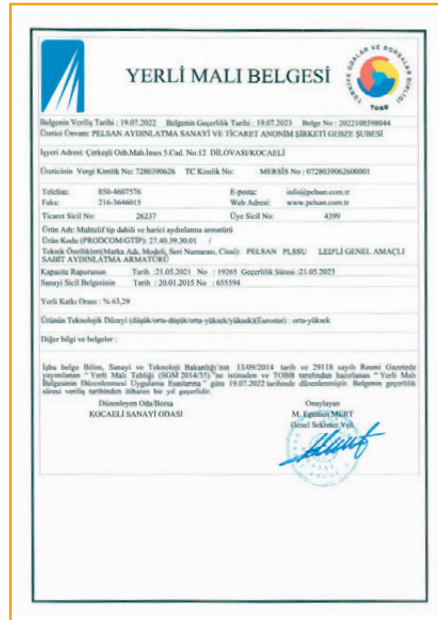 YERLİ MALI BELGESİ
TÜRKİYE ODALAR VE BORSALAR BİRLİĞİ
TOBB
Belgenin Veriliş Tarihi : 19.07.2022 Belgenin Geçerlilik Tarihi : 19.07.2023 Belge No : 2022108598044
Üretici Ünvanı: PELSAN AYDINLATMA SANAYİ VE TİCARET ANONİM ŞİRKETİ GEBZE ŞUBESİ
İşyeri Adresi: Çerkeşli Osb.Mah.İmes 5.Cad. No:12 DİLOVASI/KOCAELİ
Üreticinin Vergi Kimlik No: 7280390626 TC Kimlik No: MERSİS No : 0728039062600001
Telefon: 850-4607576 E-posta: info@pelsan.com.tr
Faks: 216-3646015 Web Adresi: www.pelsan.com.tr
Ticaret Sicil No: 26237 Üye Sicil No: 4399
Ürün Adı: Muhtelif tip dahili ve harici aydınlatma armatürü
Ürün Kodu (PRODCOM/GTİP): 27.40.39.30.01 /
Teknik Özellikleri(Marka Adı, Modeli, Seri Numarası, Cinsi): PELSAN PLSSU LED'Lİ GENEL AMAÇLI
SABİT AYDINLATMA ARMATÜRÜ
Kapasite Raporunun Tarih :21.05.2021 No : 19265 Geçerlilik Süresi :21.05.2023
Sanayi Sicil Belgesinin Tarih : 20.01.2015 No : 655594
Yerli Katkı Oranı : % 63,29
Ürünün Teknolojik Düzeyi (düşük/orta-düşük/orta-yüksek/yüksek)(Eurostat) : orta-yüksek
Diğer bilgi ve belgeler :
İşbu belge Bilim, Sanayi ve Teknoloji Bakanlığı'nın 13/09/2014 tarih ve 29118 sayılı Resmi Gazetede
yayımlanan " Yerli Malı Tebliği (SGM 2014/35) "ne istinaden ve TOBB tarafından hazırlanan " Yerli Malı
Belgesinin Düzenlenmesi Uygulama Esaslarına " göre 19.07.2022 tarihinde düzenlenmiştir. Belgenin geçerlilik
süresi veriliş tarihinden itibaren bir yıl geçerlidir.
Düzenleyen Oda/Borsa Onaylayan
KOCAELİ SANAYİ ODASI M. Egemen MERT
Genel Sekreter Yrd.